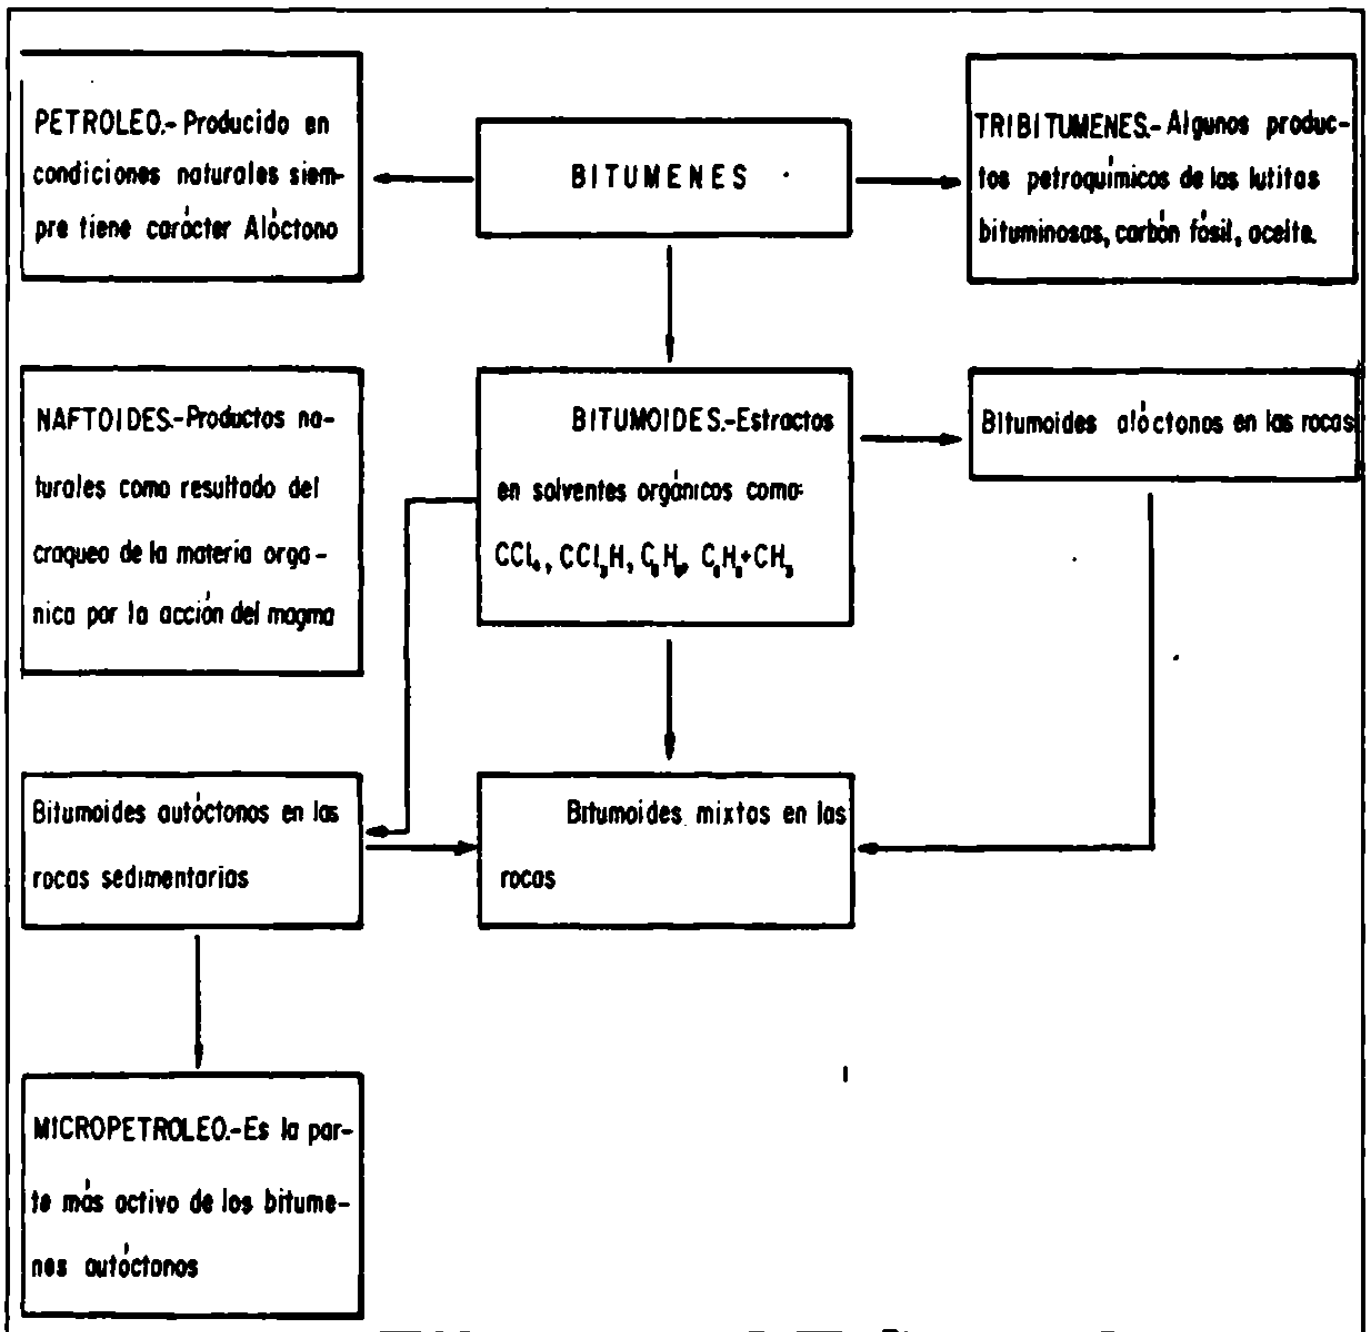 PETROLEO.- Producido en
condiciones naturales siem-
pre tiene carácter Alóctono
BITUMENES
TRIBITUMENES.- Algunos produc-
tos petroquímicos de las lutitas
bituminosas, carbón fósil, aceite.
NAFTOIDES.-Productos na-
turales como resultado del
craqueo de la materia orga-
nica por la acción del magma
BITUMOIDES.-Estractos
en solventes orgánicos como:
CCl₄, CCl₃H, C₆H₆, C₆H₅+CH₃
Bitumoides alóctonos en las rocas
Bitumoides autóctonos en las
rocas sedimentarias
Bitumoides mixtos en las
rocas
MICROPETROLEO.-Es la par-
te más activo de los bitume-
nes autóctonos